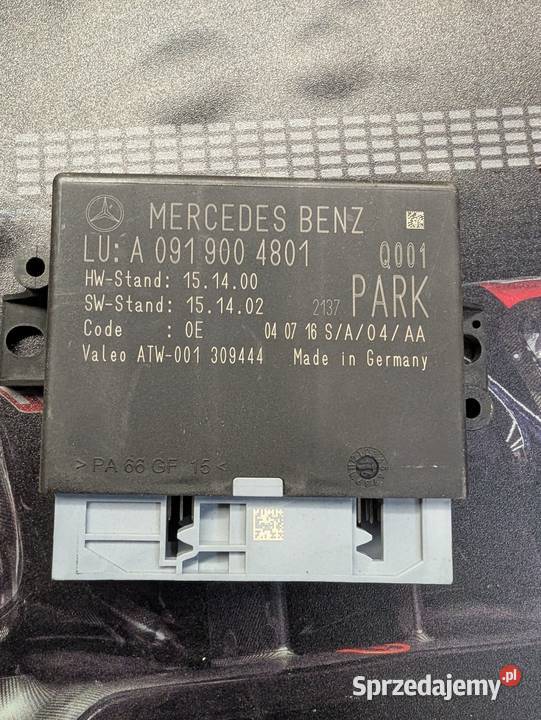 MERCEDES BENZ
LU: A 091 900 4801 Q001
HW-Stand: 15.14.00
SW-Stand: 15.14.02 2137 PARK
Code : 0E 04 07 16 S/A/04/AA
Valeo ATW-001 309444 Made in Germany
>PA 66 GF 15<
Sprzedajemy.pl